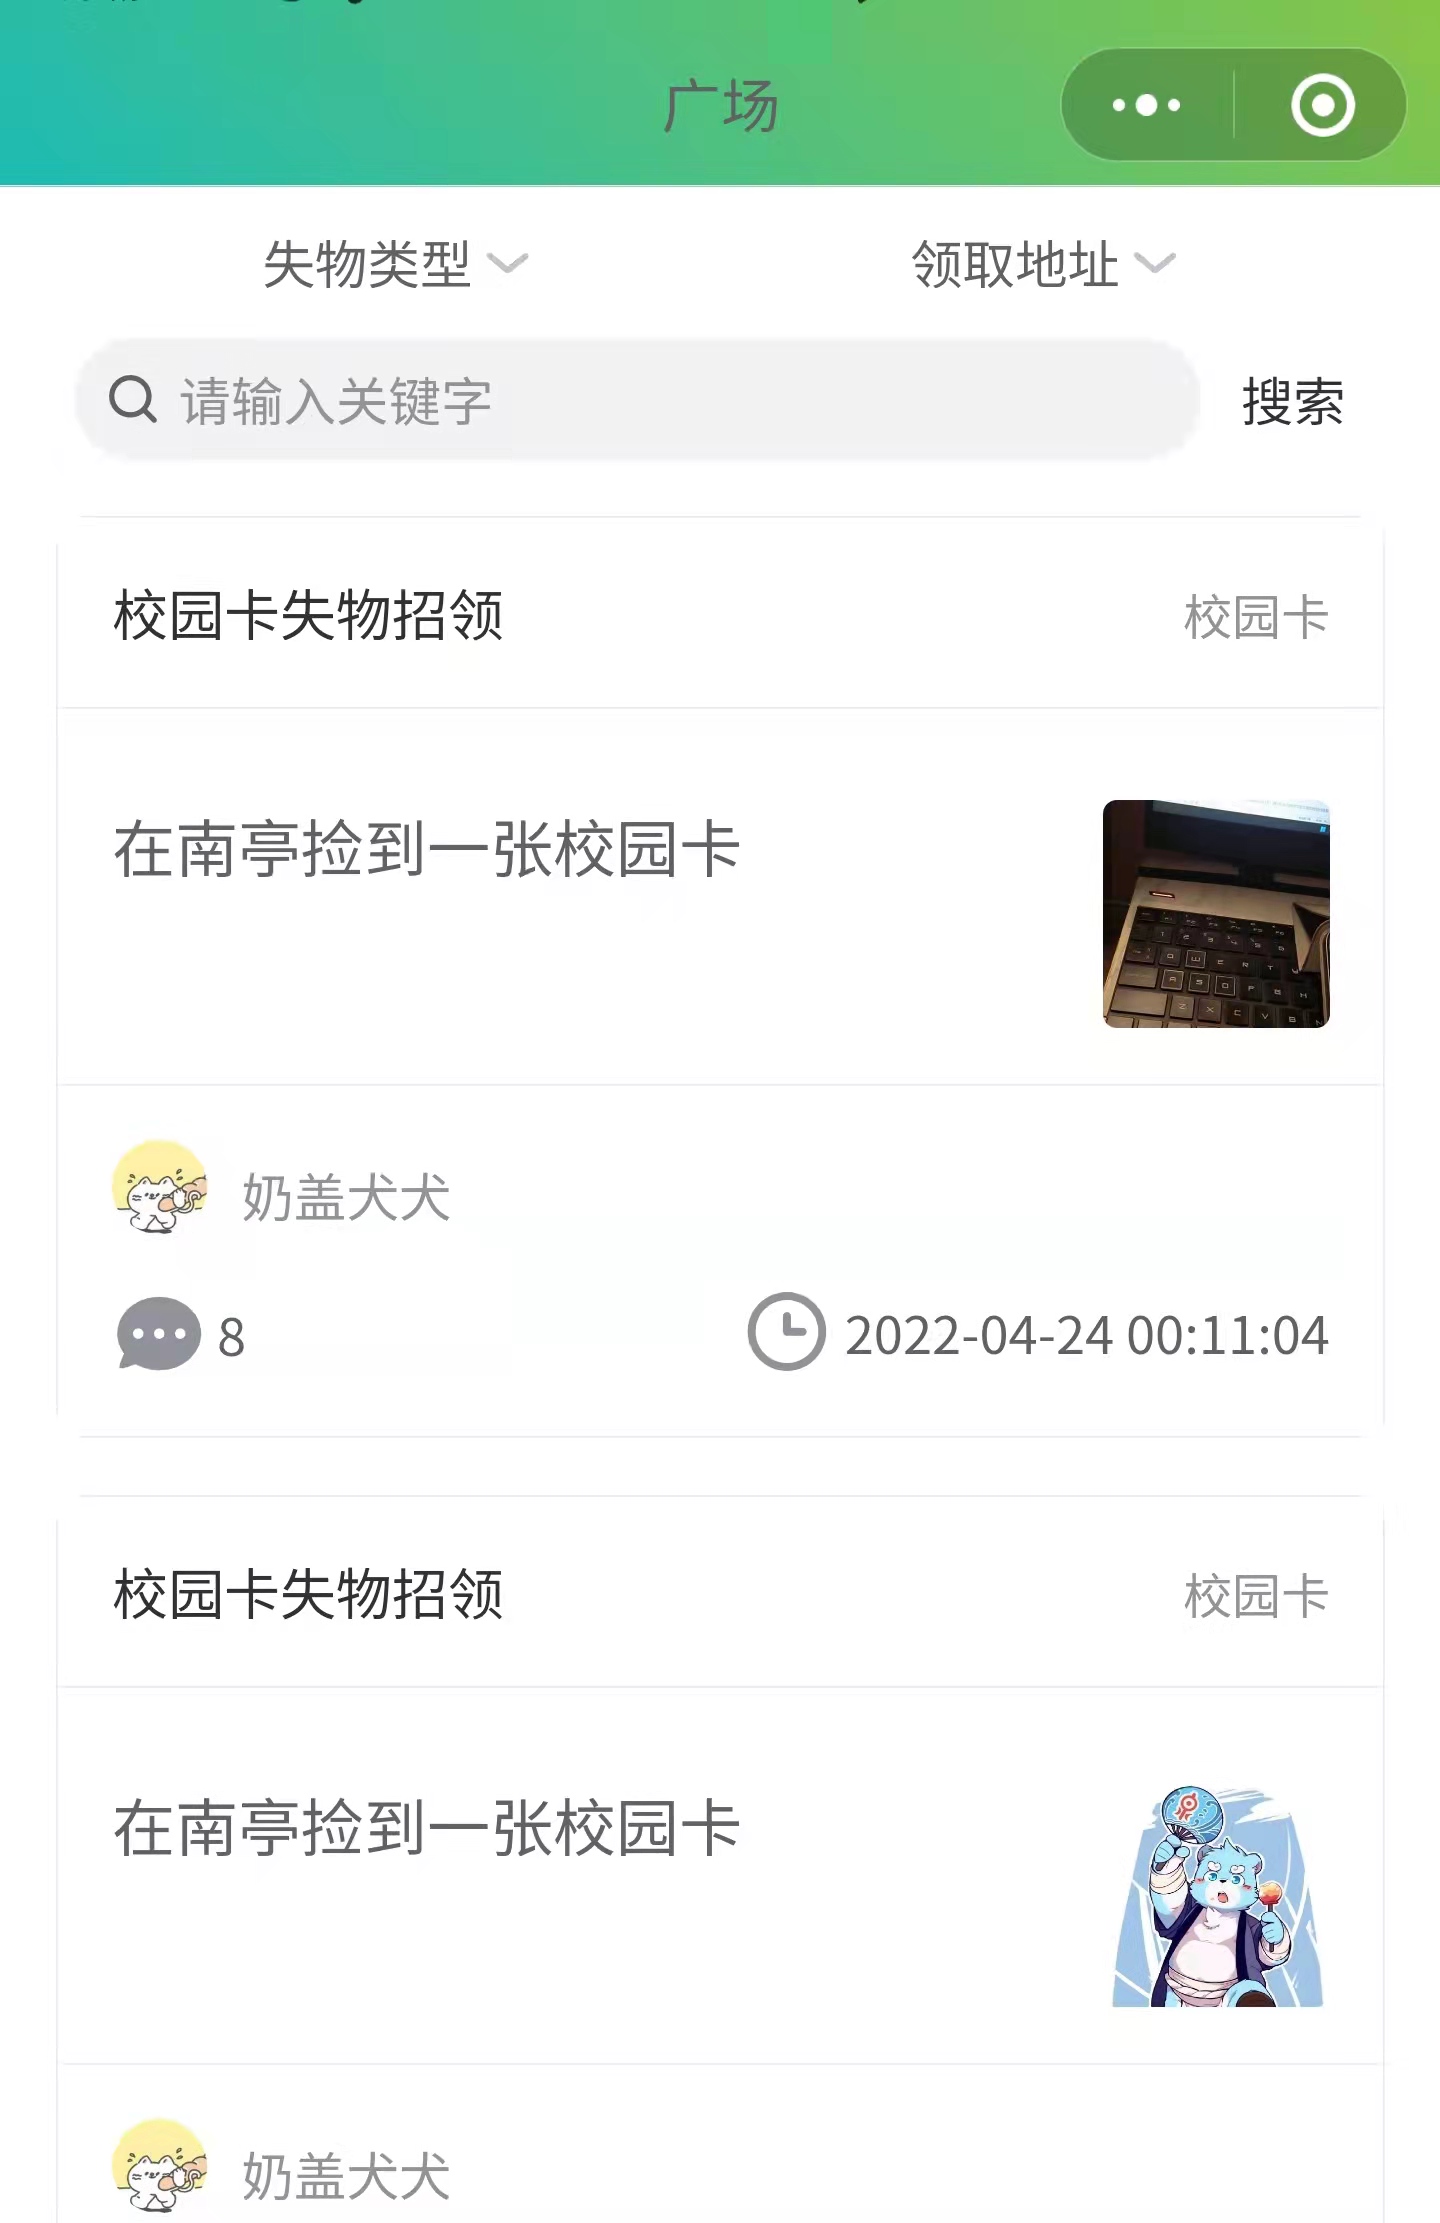 广场
失物类型 领取地址
请输入关键字 搜索
校园卡失物招领 校园卡
在南亭捡到一张校园卡
奶盖犬犬
8 2022-04-24 00:11:04
校园卡失物招领 校园卡
在南亭捡到一张校园卡
奶盖犬犬